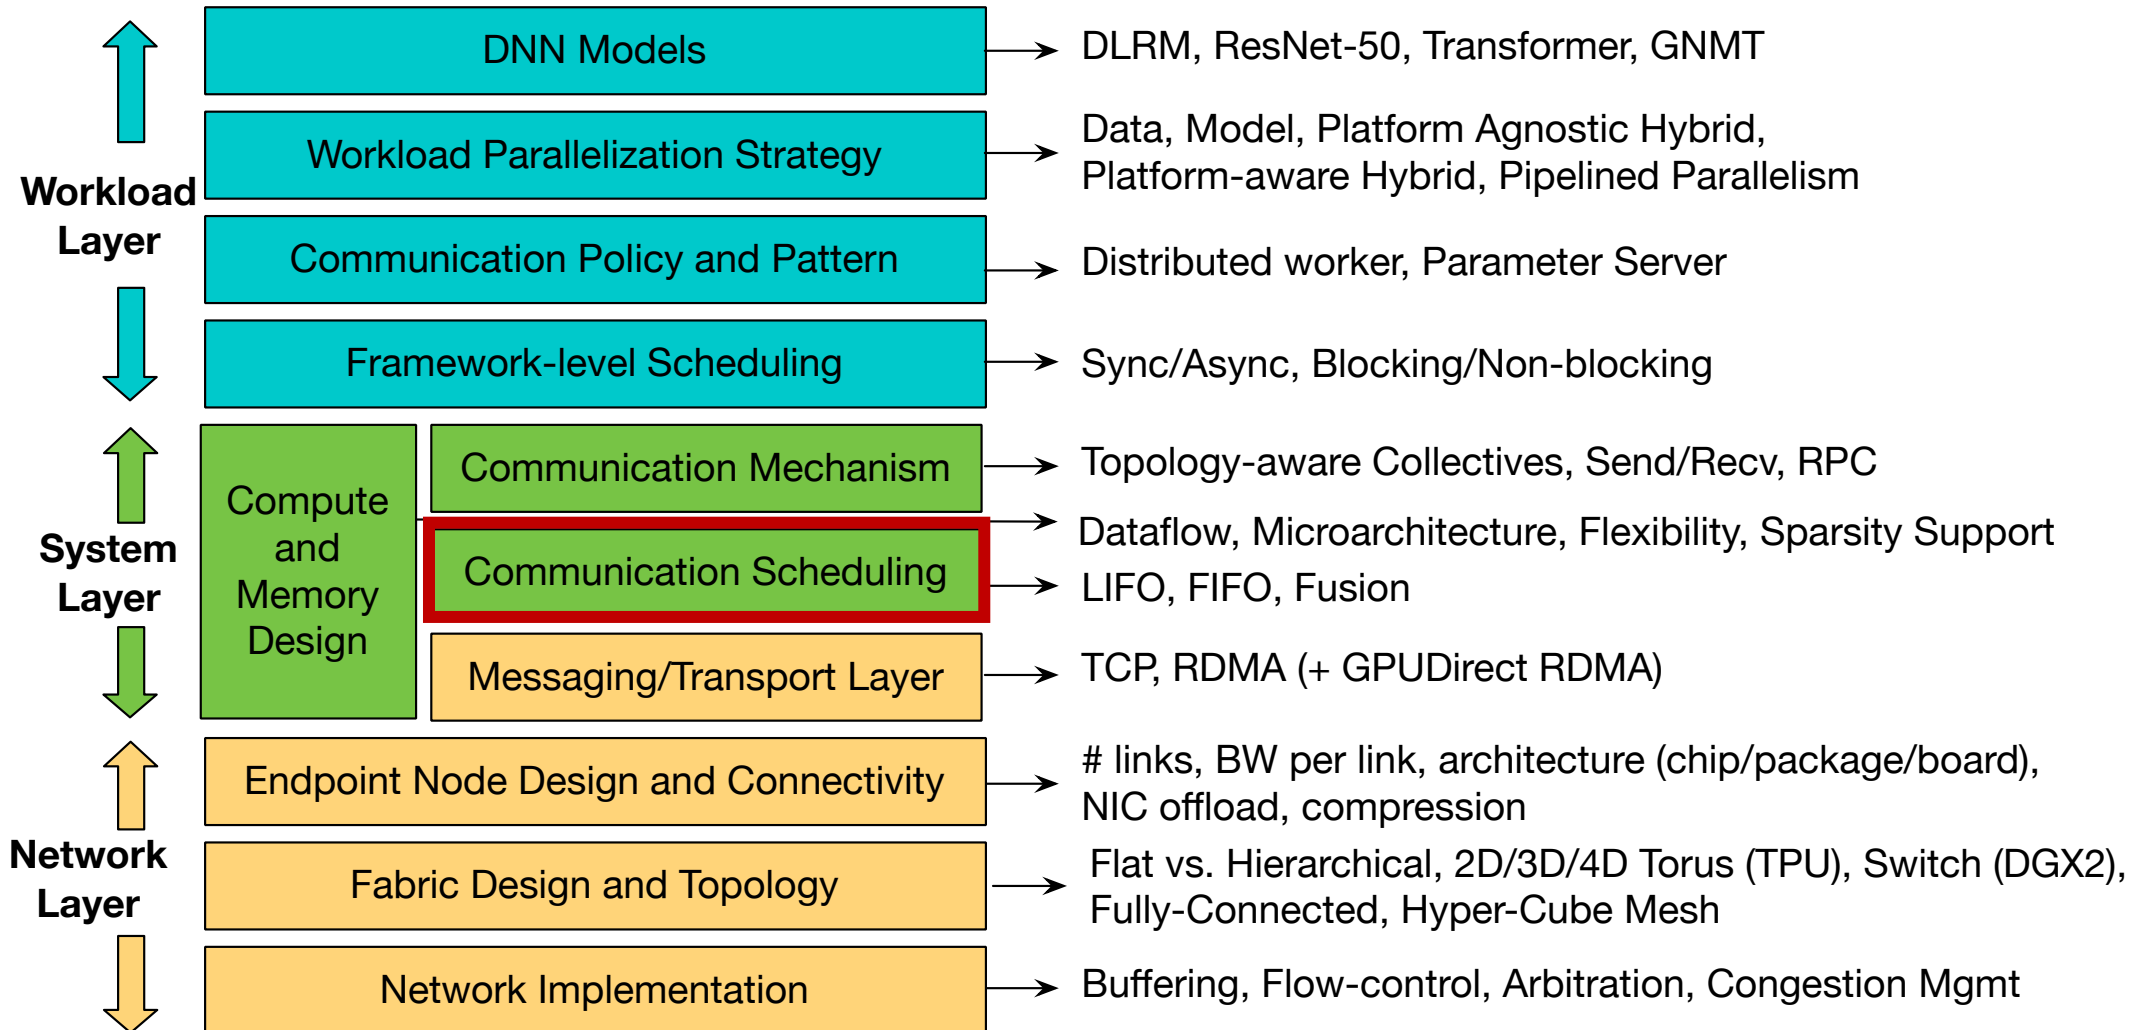 DNN Models
DLRM, ResNet-50, Transformer, GNMT
Workload
Layer
Workload Parallelization Strategy
Data, Model, Platform Agnostic Hybrid,
Platform-aware Hybrid, Pipelined Parallelism
Communication Policy and Pattern
Distributed worker, Parameter Server
Framework-level Scheduling
Sync/Async, Blocking/Non-blocking
System
Layer
Compute
and
Memory
Design
Communication Mechanism
Topology-aware Collectives, Send/Recv, RPC
Dataflow, Microarchitecture, Flexibility, Sparsity Support
Communication Scheduling
LIFO, FIFO, Fusion
Messaging/Transport Layer
TCP, RDMA (+ GPUDirect RDMA)
Network
Layer
Endpoint Node Design and Connectivity
# links, BW per link, architecture (chip/package/board),
NIC offload, compression
Fabric Design and Topology
Flat vs. Hierarchical, 2D/3D/4D Torus (TPU), Switch (DGX2),
Fully-Connected, Hyper-Cube Mesh
Network Implementation
Buffering, Flow-control, Arbitration, Congestion Mgmt